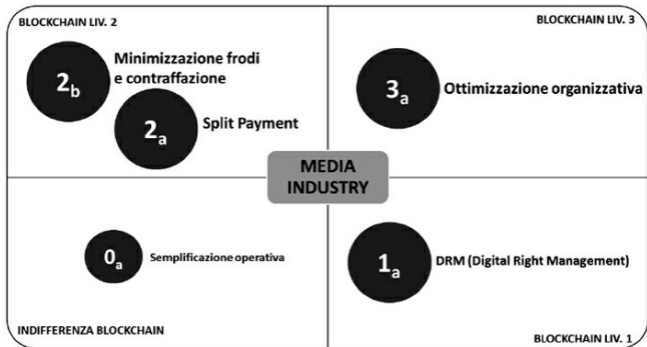 BLOCKCHAIN LIV. 2
BLOCKCHAIN LIV. 3
2b
Minimizzazione frodi
e contraffazione
2a
Split Payment
3a
Ottimizzazione organizzativa
MEDIA
INDUSTRY
0a
Semplificazione operativa
1a
DRM (Digital Right Management)
INDIFFERENZA BLOCKCHAIN
BLOCKCHAIN LIV. 1